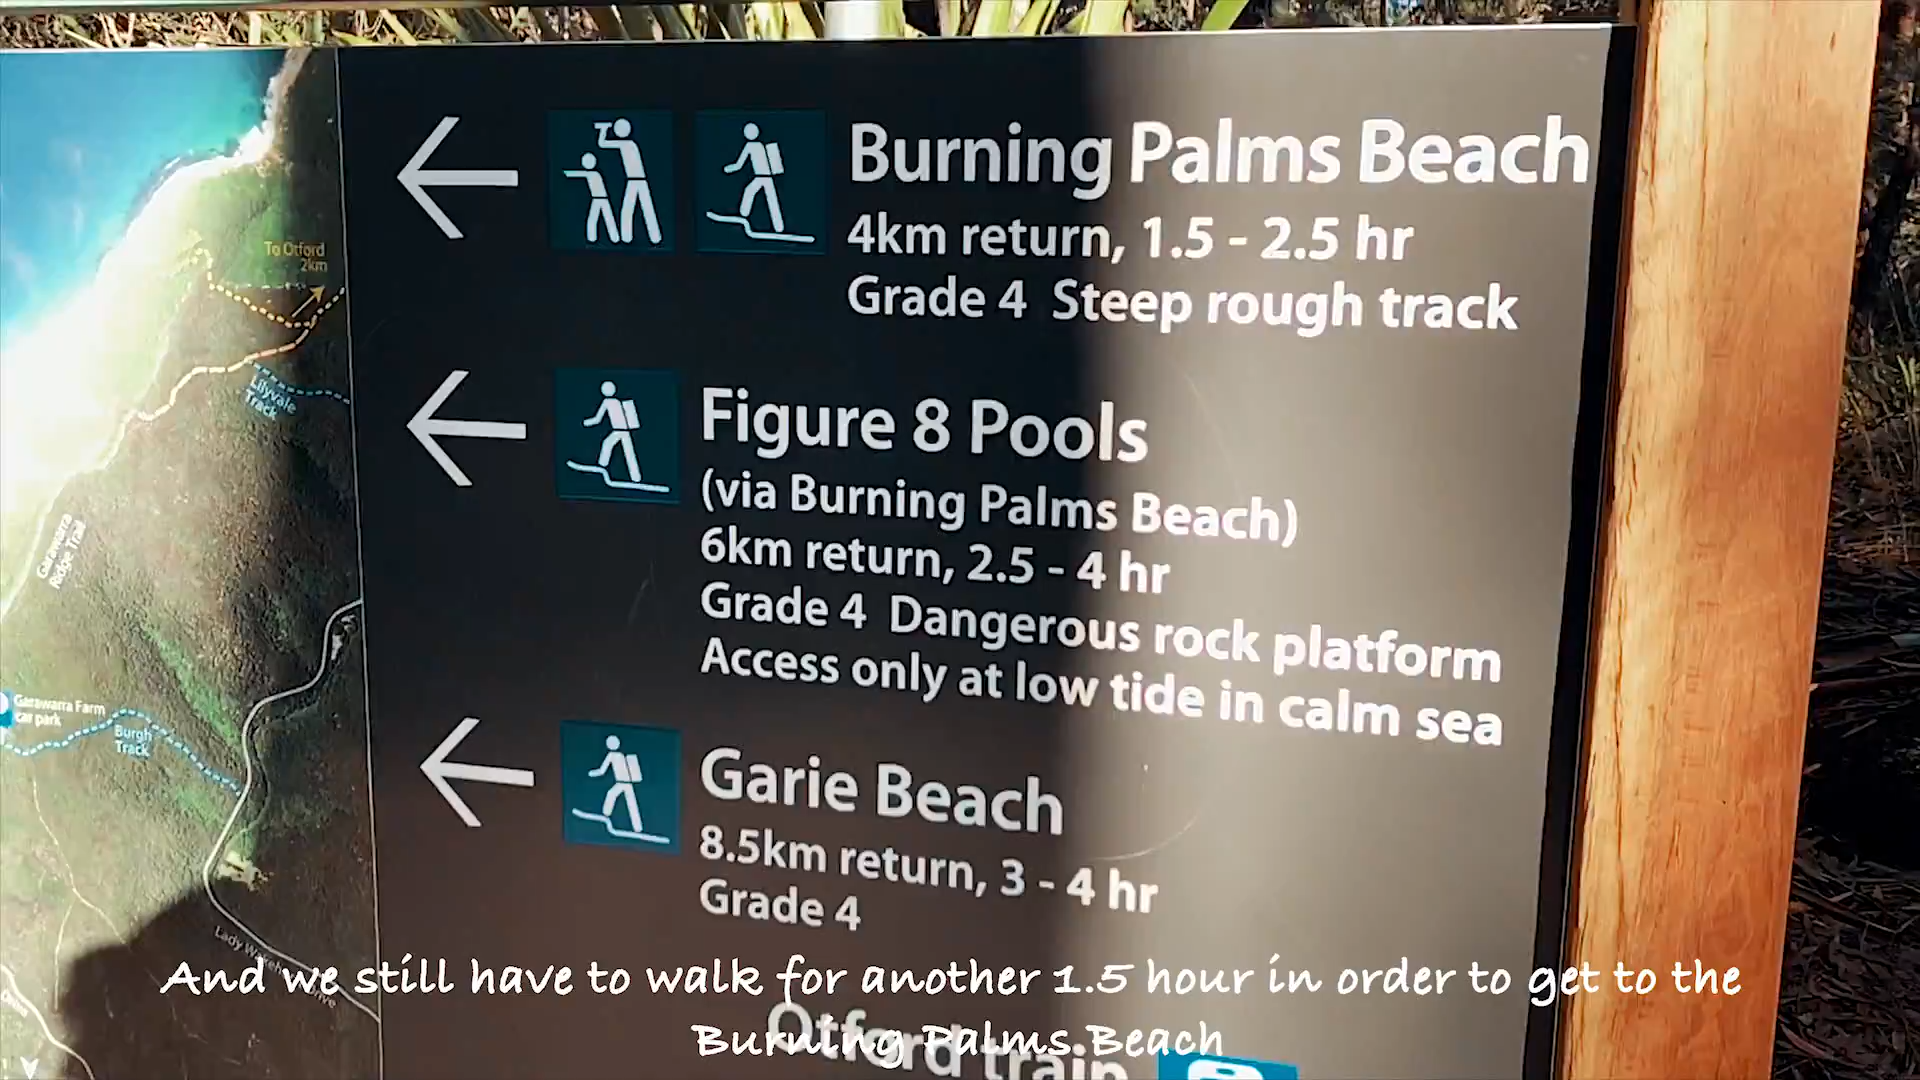 To Otford
2km
Lilyvale
Track
Garawarra
Ridge Trail
Garawarra Farm
car park
Burgh
Track
Burning Palms Beach
4km return, 1.5 - 2.5 hr
Grade 4 Steep rough track
Figure 8 Pools
(via Burning Palms Beach)
6km return, 2.5 - 4 hr
Grade 4 Dangerous rock platform
Access only at low tide in calm sea
Garie Beach
8.5km return, 3 - 4 hr
Grade 4
Otford train
And we still have to walk for another 1.5 hour in order to get to the
Burning Palms Beach